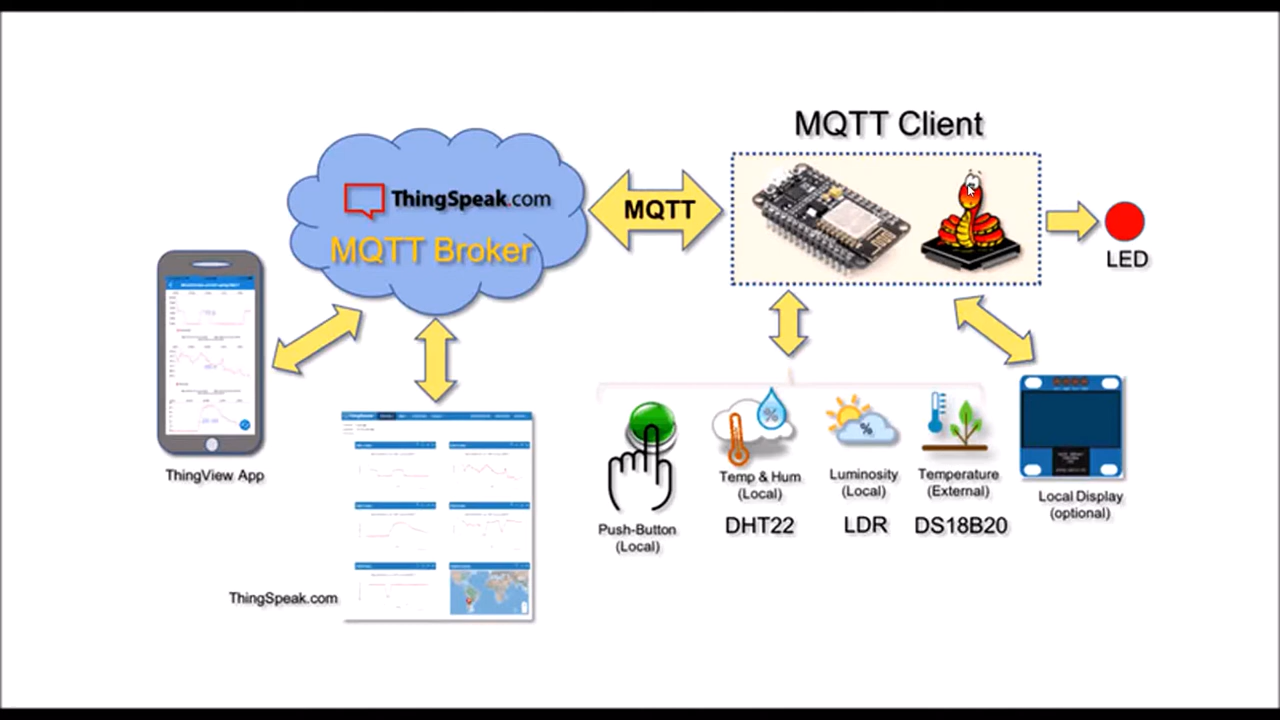 MQTT Client
ThingSpeak.com
MQTT Broker
MQTT
LED
ThingView App
Push-Button
(Local)
Temp & Hum
(Local)
DHT22
Luminosity
(Local)
LDR
Temperature
(External)
DS18B20
Local Display
(optional)
ThingSpeak.com
%
%